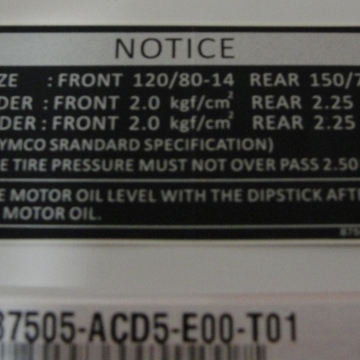 NOTICE
ZE : FRONT 120/80-14 REAR 150/7
DER : FRONT 2.0 kgf/cm² REAR 2.25
DER : FRONT 2.0 kgf/cm² REAR 2.25
YMCO SRANDARD SPECIFICATION)
E TIRE PRESSURE MUST NOT OVER PASS 2.50
E MOTOR OIL LEVEL WITH THE DIPSTICK AFTE
MOTOR OIL.
875
87505-ACD5-E00-T01